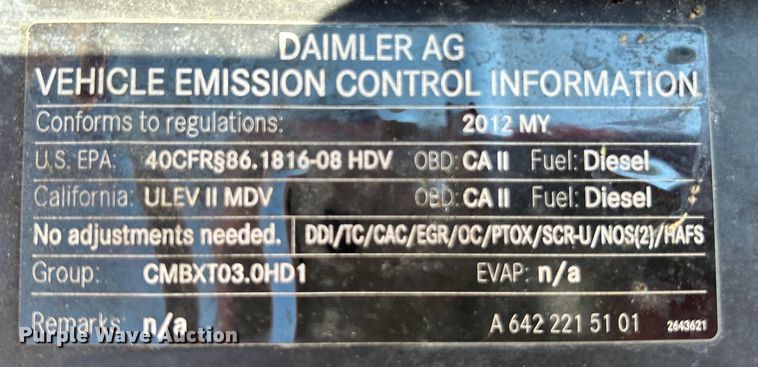 DAIMLER AG
VEHICLE EMISSION CONTROL INFORMATION
Conforms to regulations: 2012 MY
U.S. EPA: 40CFR§86.1816-08 HDV OBD: CA II Fuel: Diesel
California: ULEV II MDV OBD: CA II Fuel: Diesel
No adjustments needed. DDI/TC/CAC/EGR/OC/PTOX/SCR-U/NOS(2)/HAFS
Group: CMBXT03.0HD1 EVAP: n/a
Remarks: n/a A 642 221 51 01 2643621
Purple Wave Auction